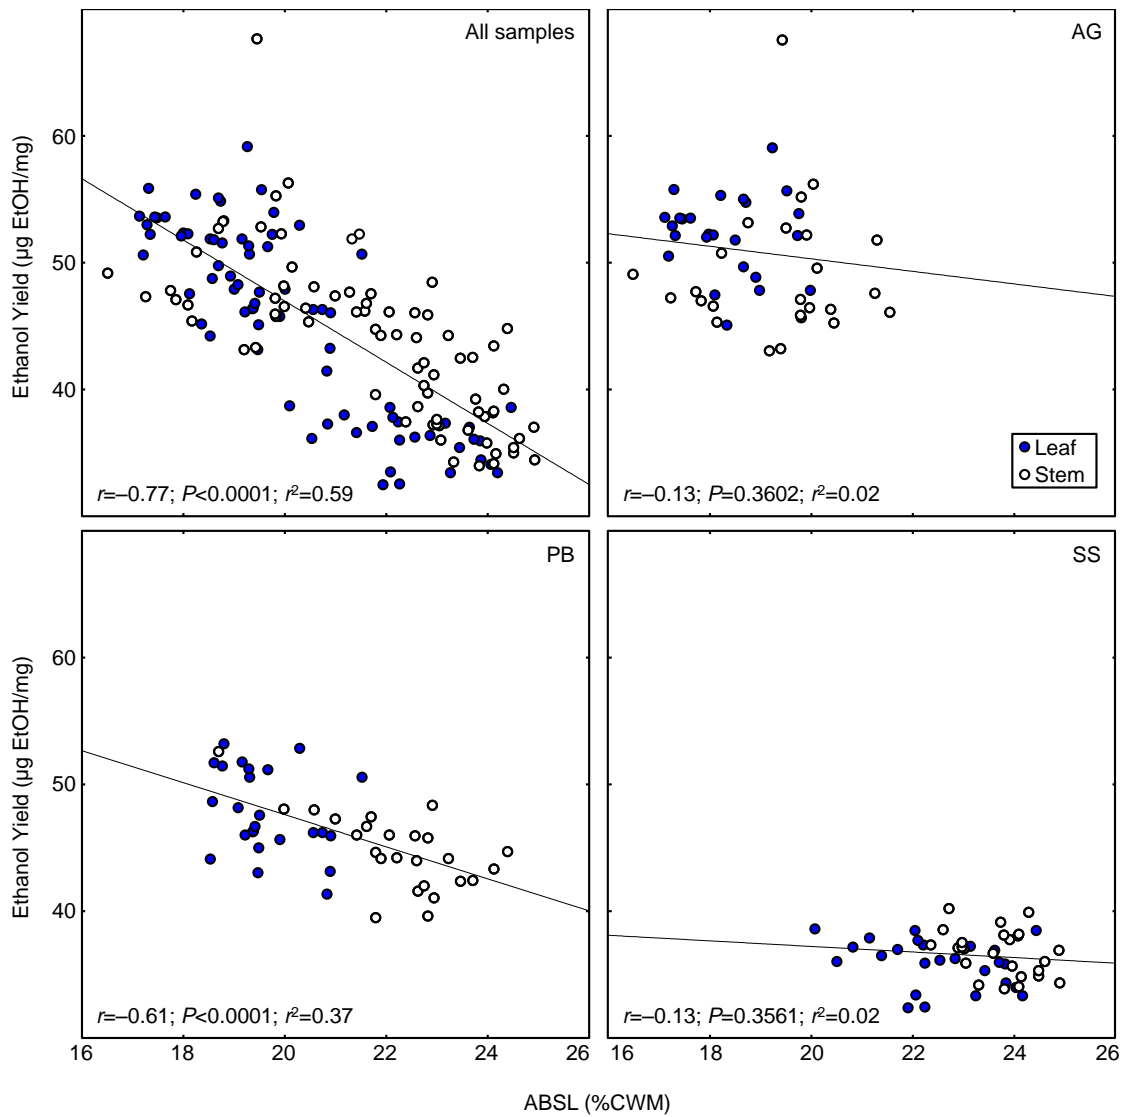 All samples
AG
60
50
40
Ethanol Yield (µg EtOH/mg)
r=–0.77; P<0.0001; r²=0.59
Leaf
Stem
r=–0.13; P=0.3602; r²=0.02
PB
SS
60
50
40
Ethanol Yield (µg EtOH/mg)
r=–0.61; P<0.0001; r²=0.37
r=–0.13; P=0.3561; r²=0.02
16 18 20 22 24 26 16 18 20 22 24 26
ABSL (%CWM)